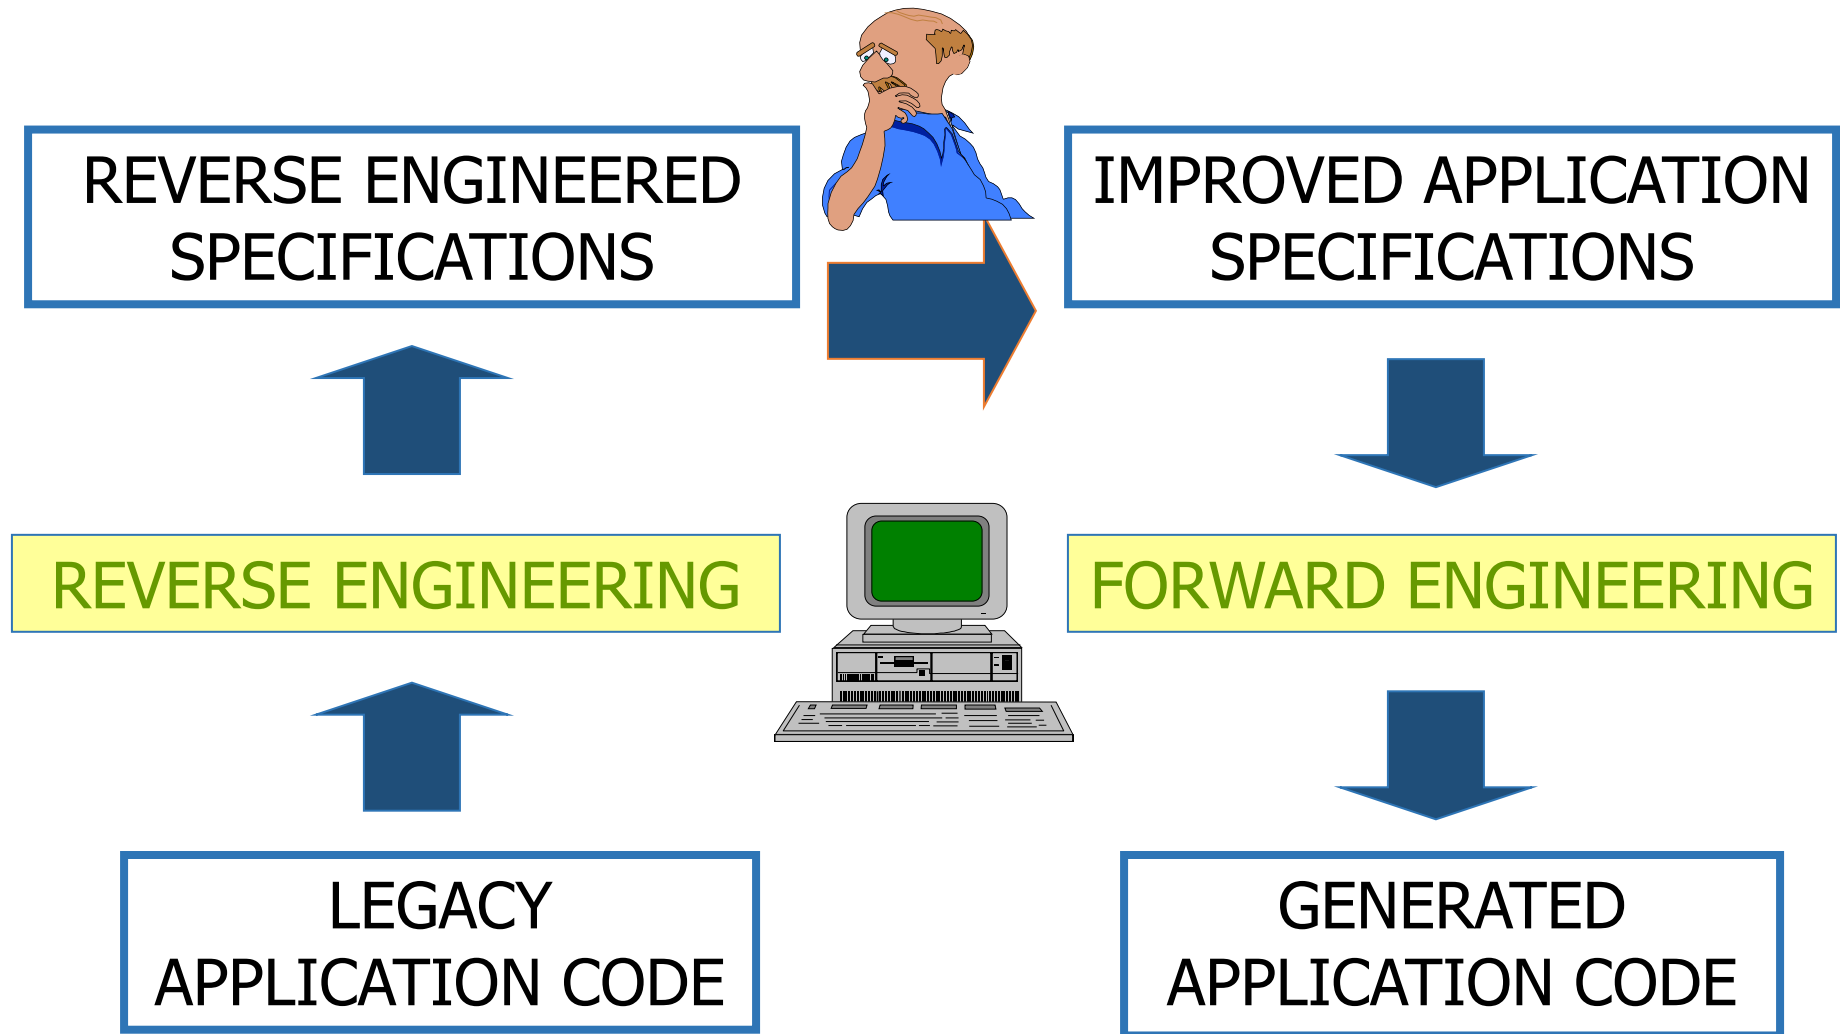 REVERSE ENGINEERED
SPECIFICATIONS
IMPROVED APPLICATION
SPECIFICATIONS
REVERSE ENGINEERING
FORWARD ENGINEERING
LEGACY
APPLICATION CODE
GENERATED
APPLICATION CODE